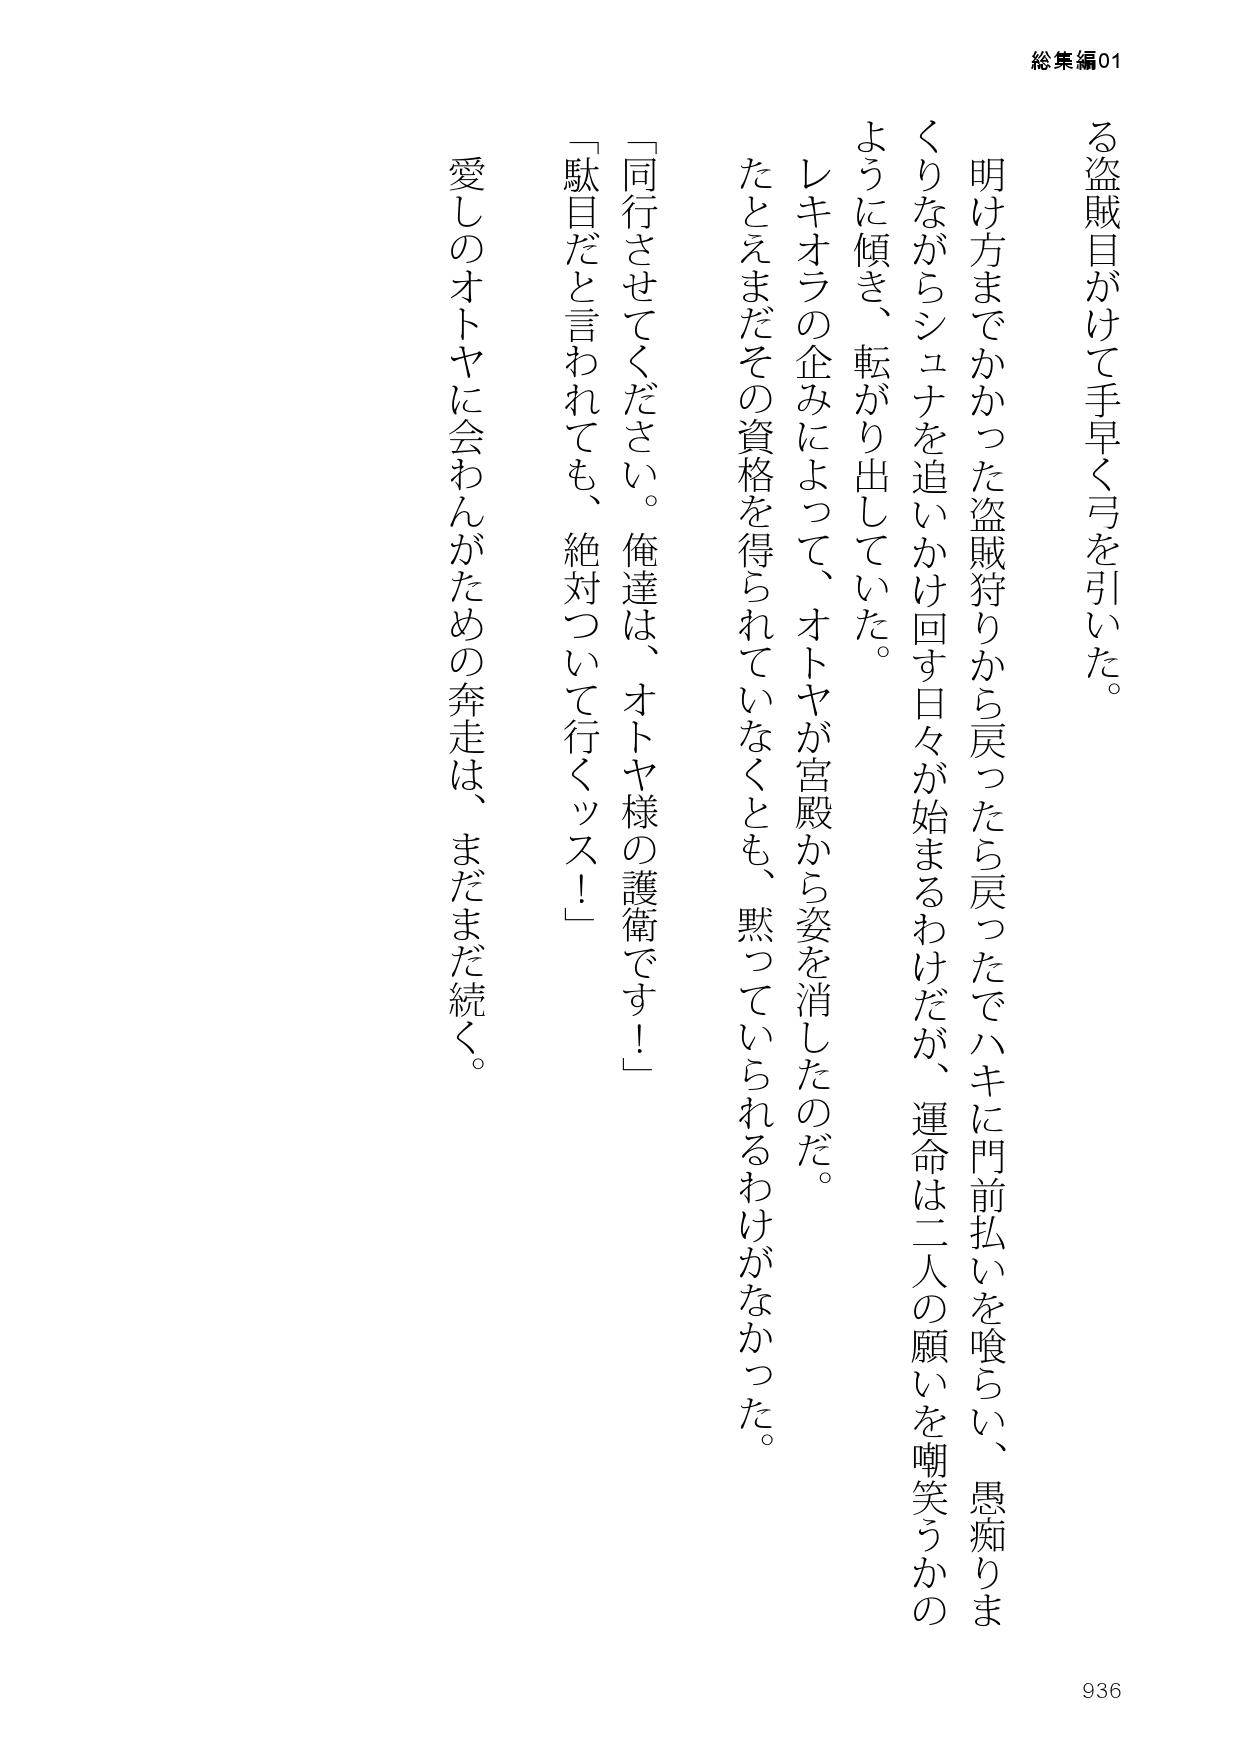 総集編01
る盗賊目がけて手早く弓を引いた。
明け方までかかった盗賊狩りから戻ったら戻ったでハキに門前払いを喰らい、愚痴りま
くりながらシュナを追いかけ回す日々が始まるわけだが、運命は二人の願いを嘲笑うかの
ように傾き、転がり出していた。
レキオラの企みによって、オトヤが宮殿から姿を消したのだ。
たとえまだその資格を得られていなくとも、黙っていられるわけがなかった。
「同行させてください。俺達は、オトヤ様の護衛です！」
「駄目だと言われても、絶対ついて行くッス！」
愛しのオトヤに会わんがための奔走は、まだまだ続く。
936